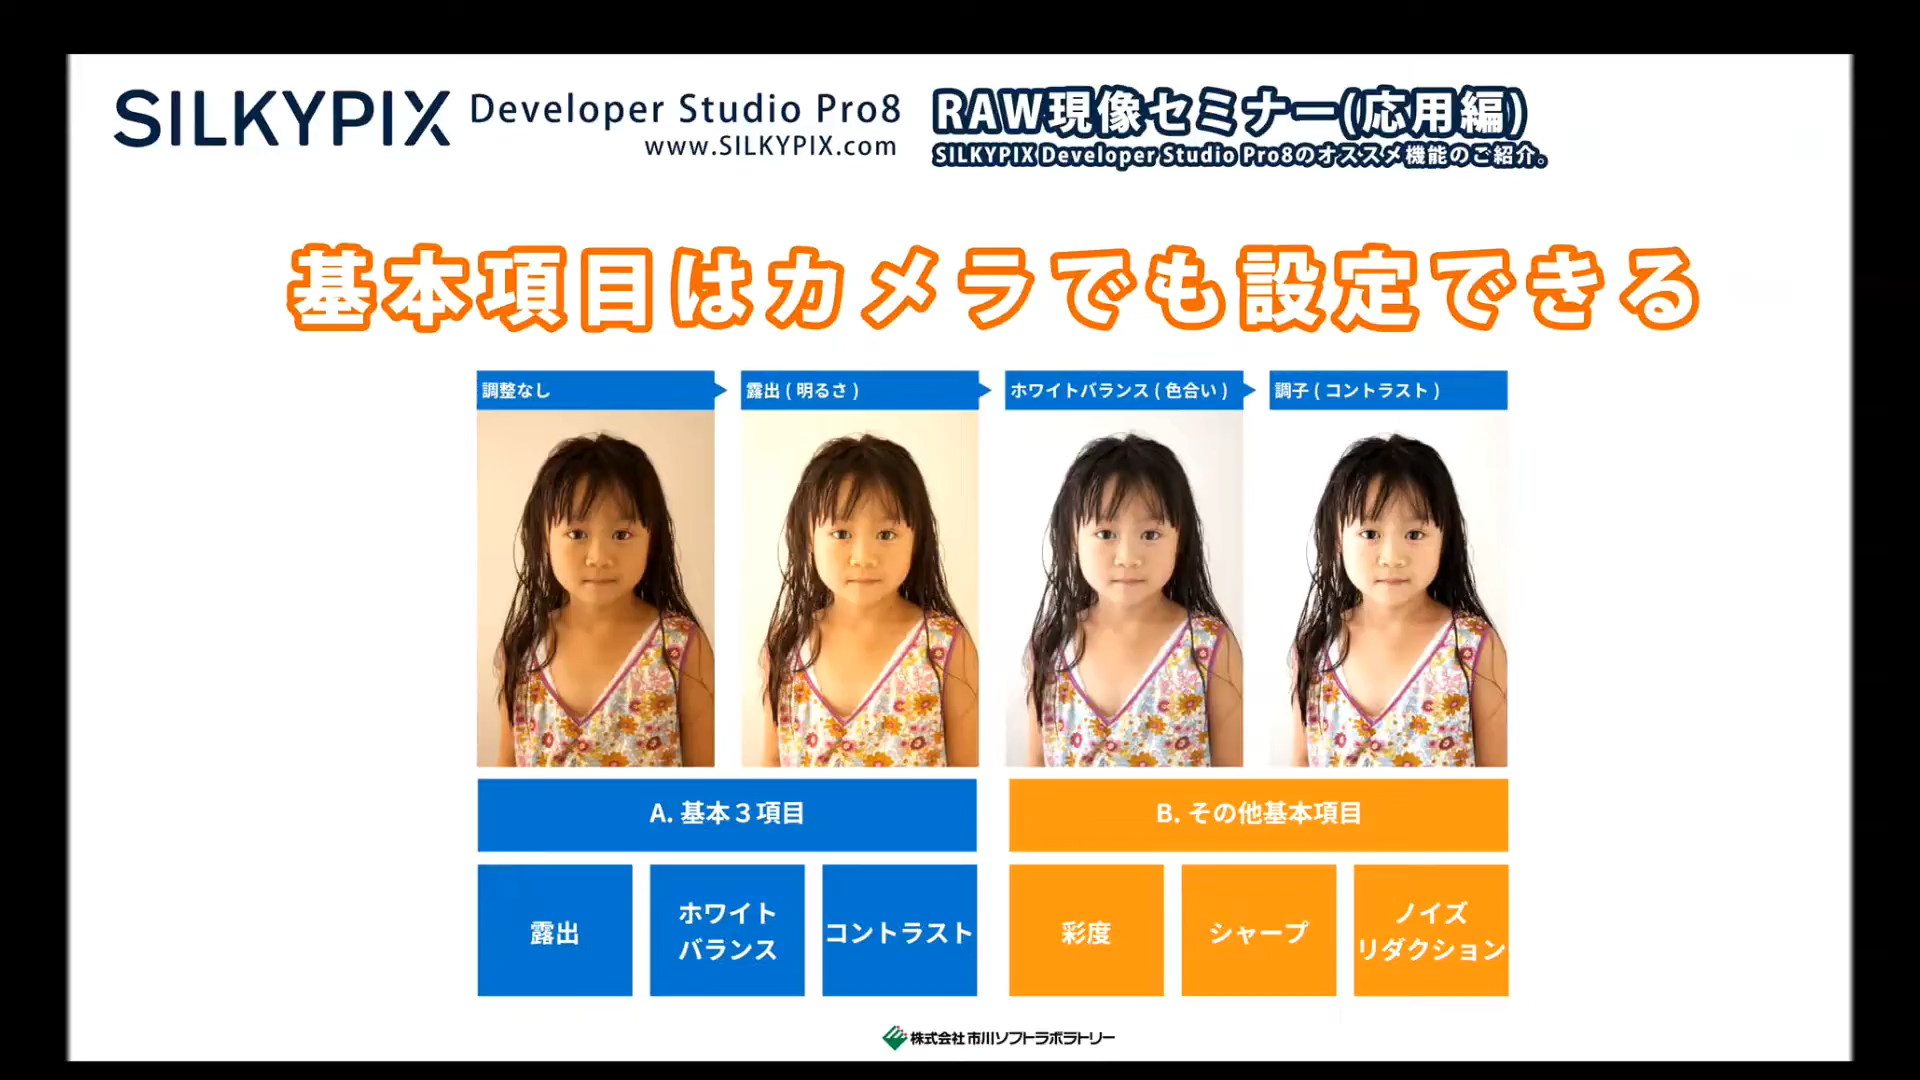 SILKYPIX Developer Studio Pro8
www.SILKYPIX.com
RAW現像セミナー(応用編)
SILKYPIX Developer Studio Pro8のオススメ機能のご紹介。
基本項目はカメラでも設定できる
調整なし
露出 ( 明るさ )
ホワイトバランス ( 色合い )
調子 ( コントラスト )
A. 基本３項目
B. その他基本項目
露出
ホワイト
バランス
コントラスト
彩度
シャープ
ノイズ
リダクション
株式会社 市川ソフトラボラトリー